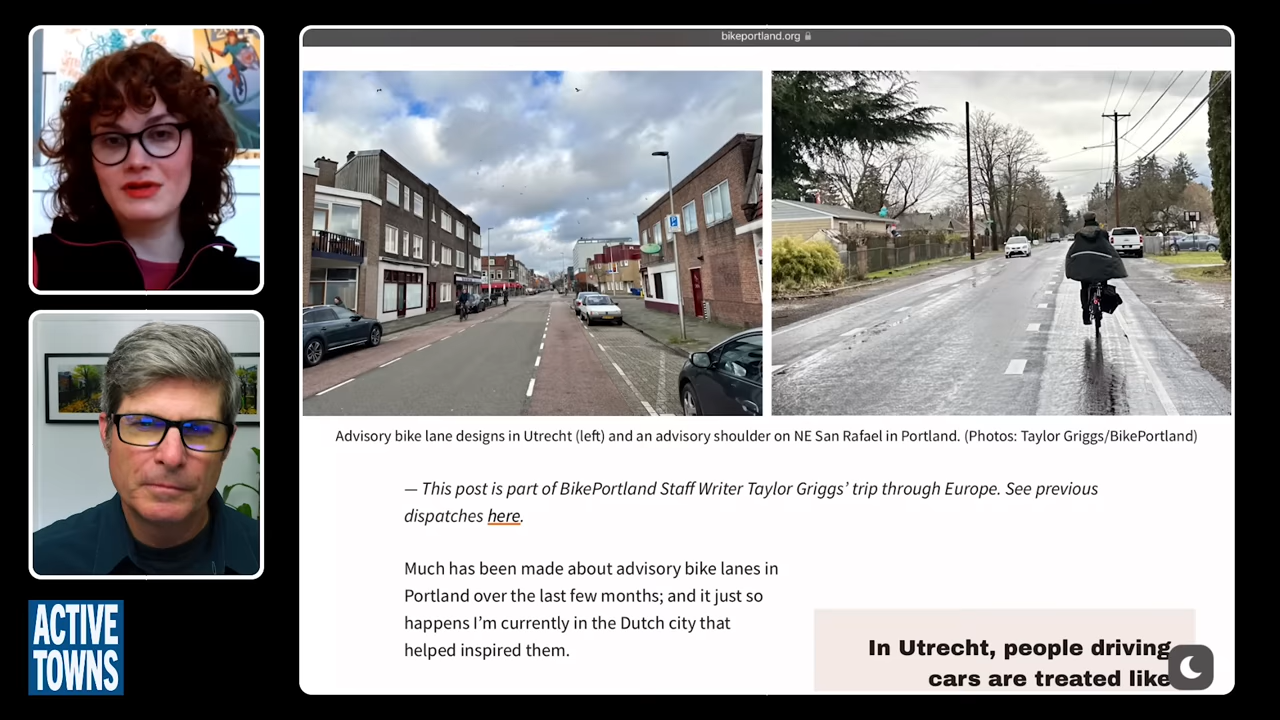 bikeportland.org
Advisory bike lane designs in Utrecht (left) and an advisory shoulder on NE San Rafael in Portland. (Photos: Taylor Griggs/BikePortland)
— This post is part of BikePortland Staff Writer Taylor Griggs’ trip through Europe. See previous
dispatches here.
Much has been made about advisory bike lanes in
Portland over the last few months; and it just so
happens I’m currently in the Dutch city that
helped inspired them.
In Utrecht, people driving
cars are treated like
ACTIVE
TOWNS